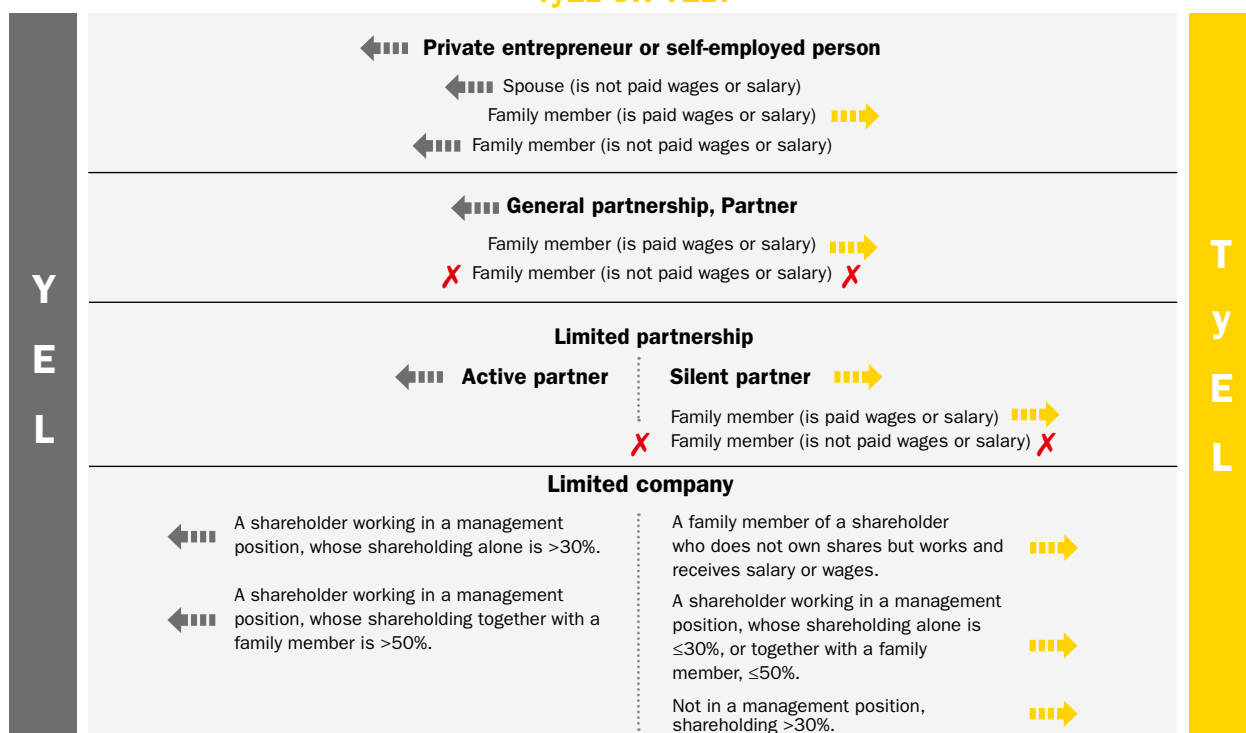 Y
E
L
Private entrepreneur or self-employed person
Spouse (is not paid wages or salary)
Family member (is paid wages or salary)
Family member (is not paid wages or salary)
General partnership, Partner
Family member (is paid wages or salary)
Family member (is not paid wages or salary)
Limited partnership
Active partner
Silent partner
Family member (is paid wages or salary)
Family member (is not paid wages or salary)
Limited company
A shareholder working in a management
position, whose shareholding alone is >30%.
A shareholder working in a management
position, whose shareholding together with a
family member is >50%.
A family member of a shareholder
who does not own shares but works and
receives salary or wages.
A shareholder working in a management
position, whose shareholding alone is
≤30%, or together with a family
member, ≤50%.
Not in a management position,
shareholding >30%.
T
y
E
L